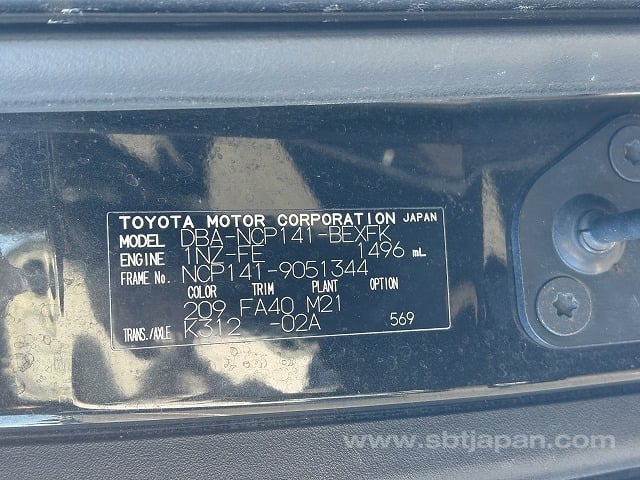 TOYOTA MOTOR CORPORATION JAPAN
MODEL DBA-NCP141-BEXFK
ENGINE 1NZ-FE 1496 mL
FRAME No. NCP141-9051344
COLOR TRIM PLANT OPTION
209 FA40 M21
TRANS./AXLE K312 -02A 569
www.sbtjapan.com